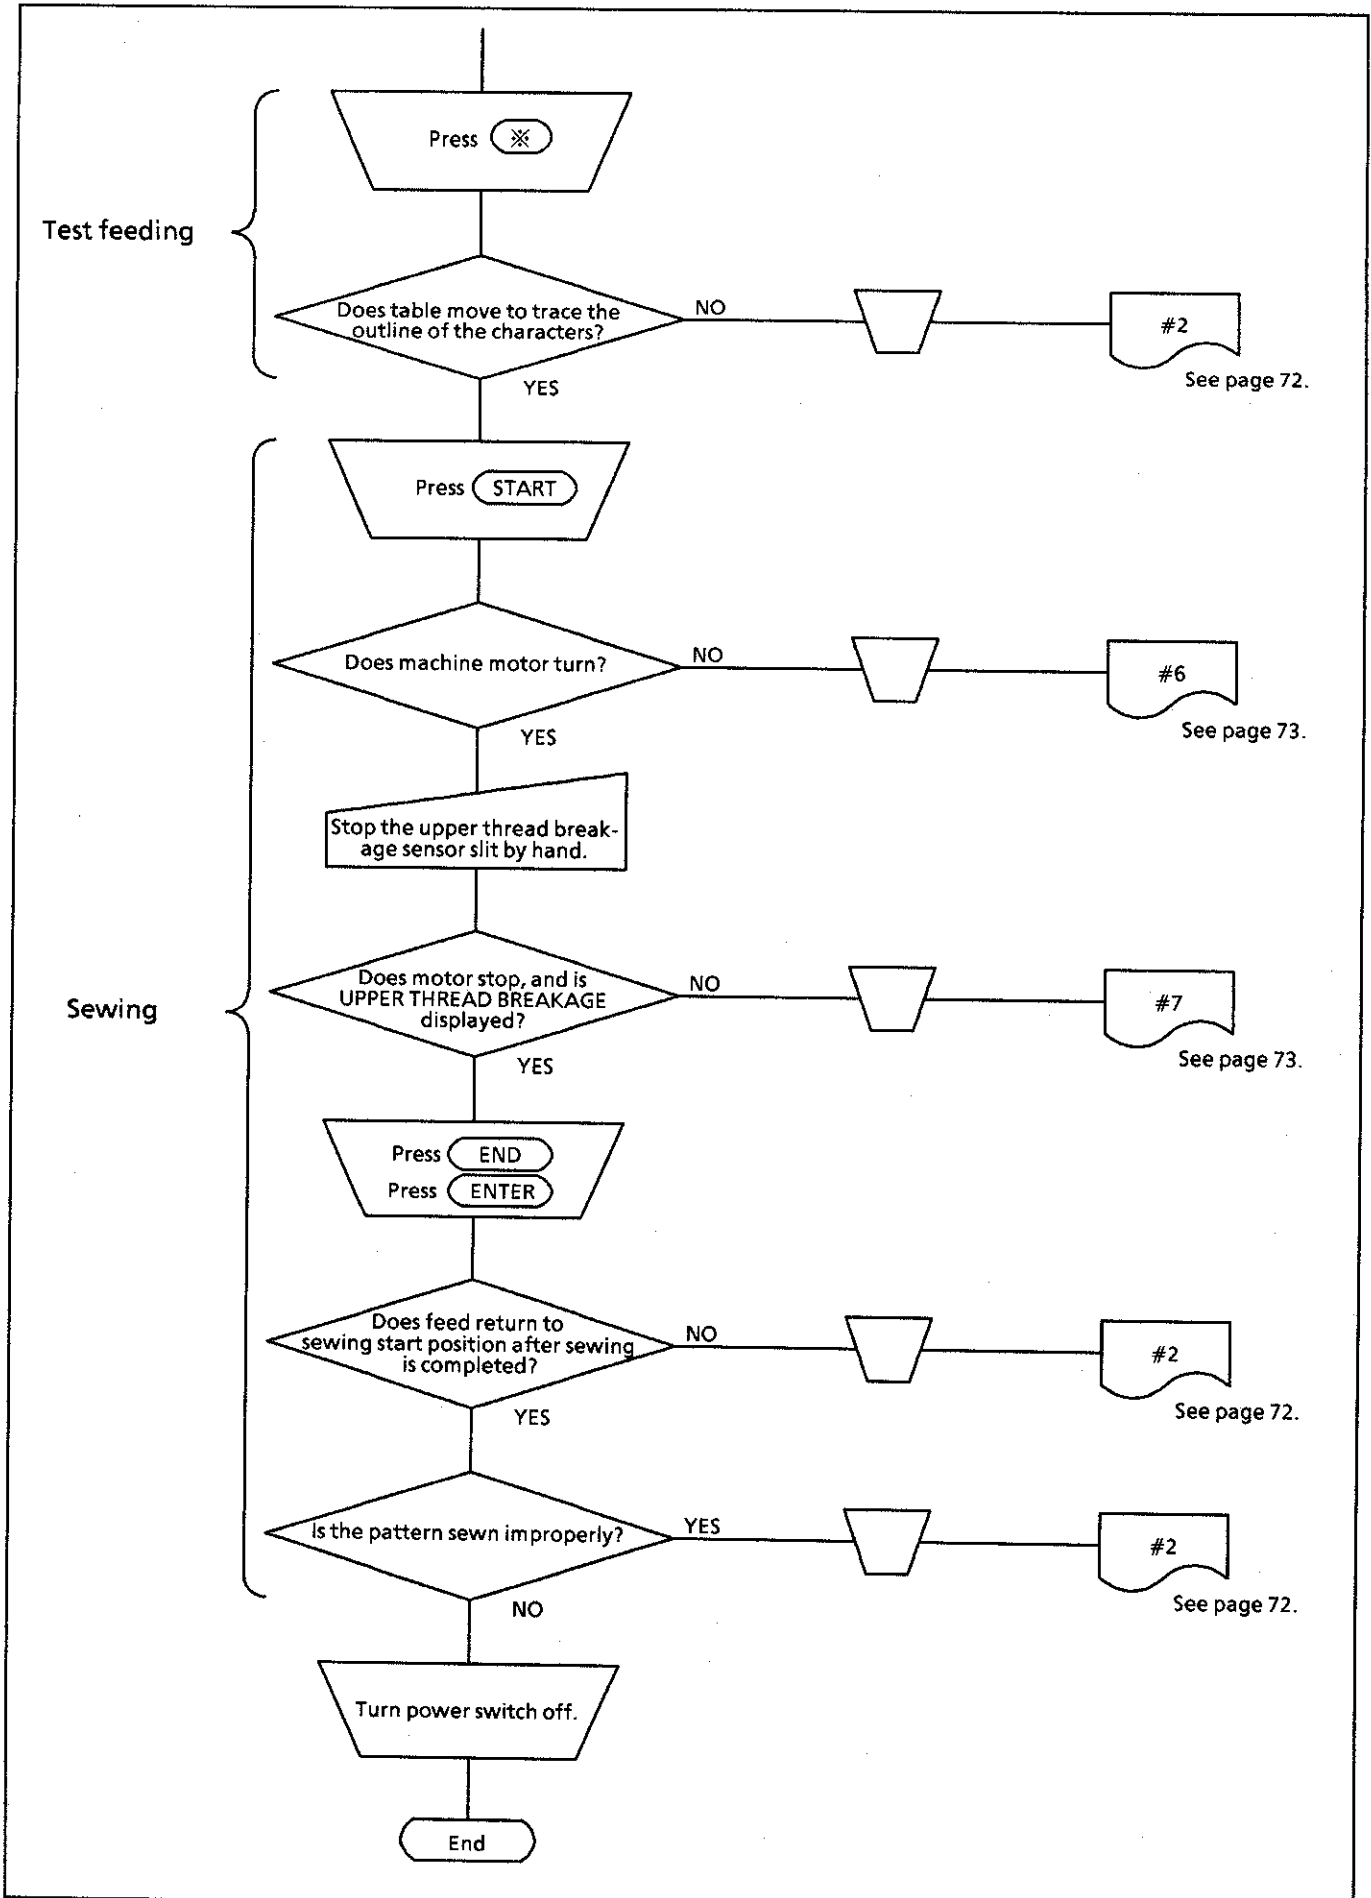 Press ※
Test feeding
Does table move to trace the
outline of the characters?
NO
#2
See page 72.
YES
Press START
Does machine motor turn?
NO
#6
See page 73.
YES
Stop the upper thread break-
age sensor slit by hand.
Sewing
Does motor stop, and is
UPPER THREAD BREAKAGE
displayed?
NO
#7
See page 73.
YES
Press END
Press ENTER
Does feed return to
sewing start position after sewing
is completed?
NO
#2
See page 72.
YES
Is the pattern sewn improperly?
YES
#2
See page 72.
NO
Turn power switch off.
End